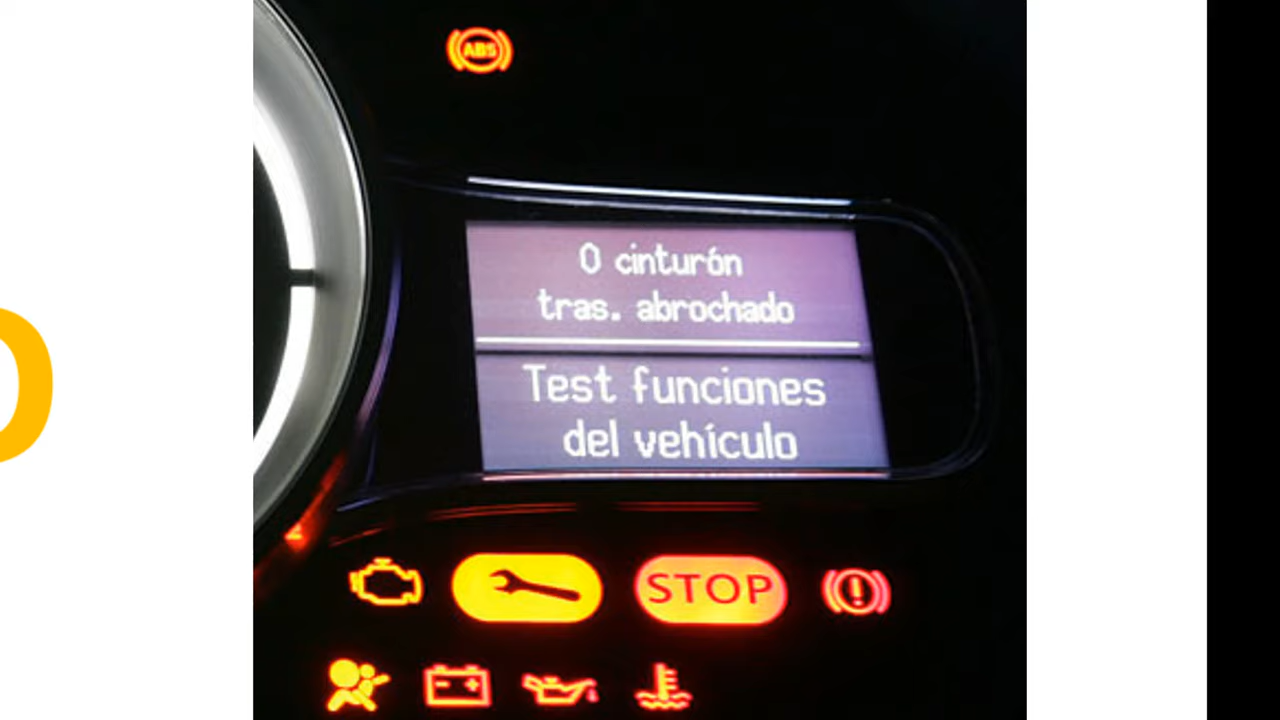 ABS
0 cinturón
tras. abrochado
Test funciones
del vehículo
STOP